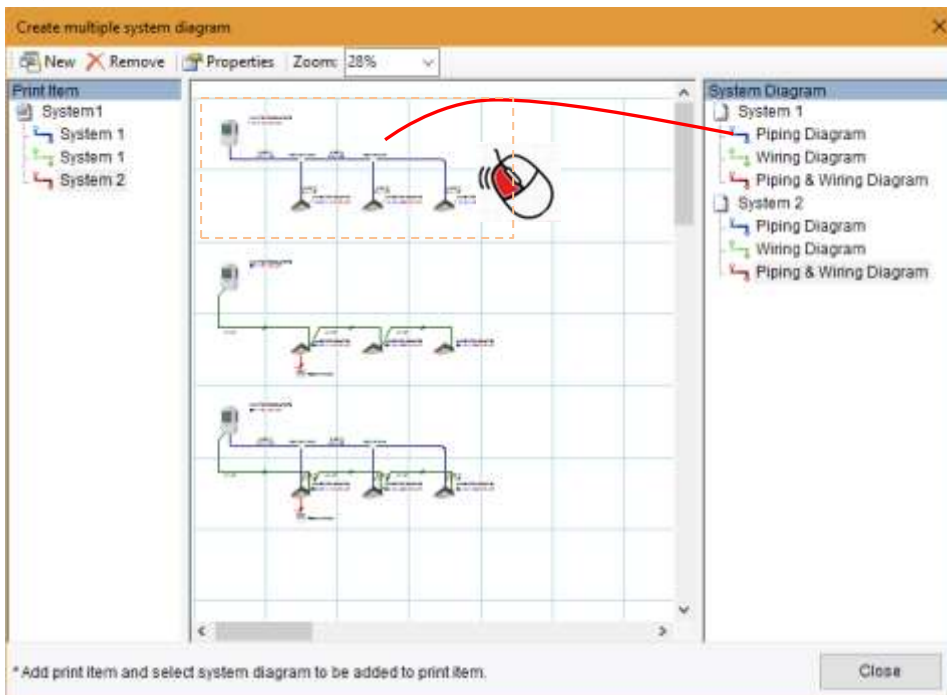 Create multiple system diagram
New Remove Properties Zoom: 28%
Print Item
System1
System 1
System 1
System 2
System Diagram
System 1
Piping Diagram
Wiring Diagram
Piping & Wiring Diagram
System 2
Piping Diagram
Wiring Diagram
Piping & Wiring Diagram
* Add print item and select system diagram to be added to print item.
Close